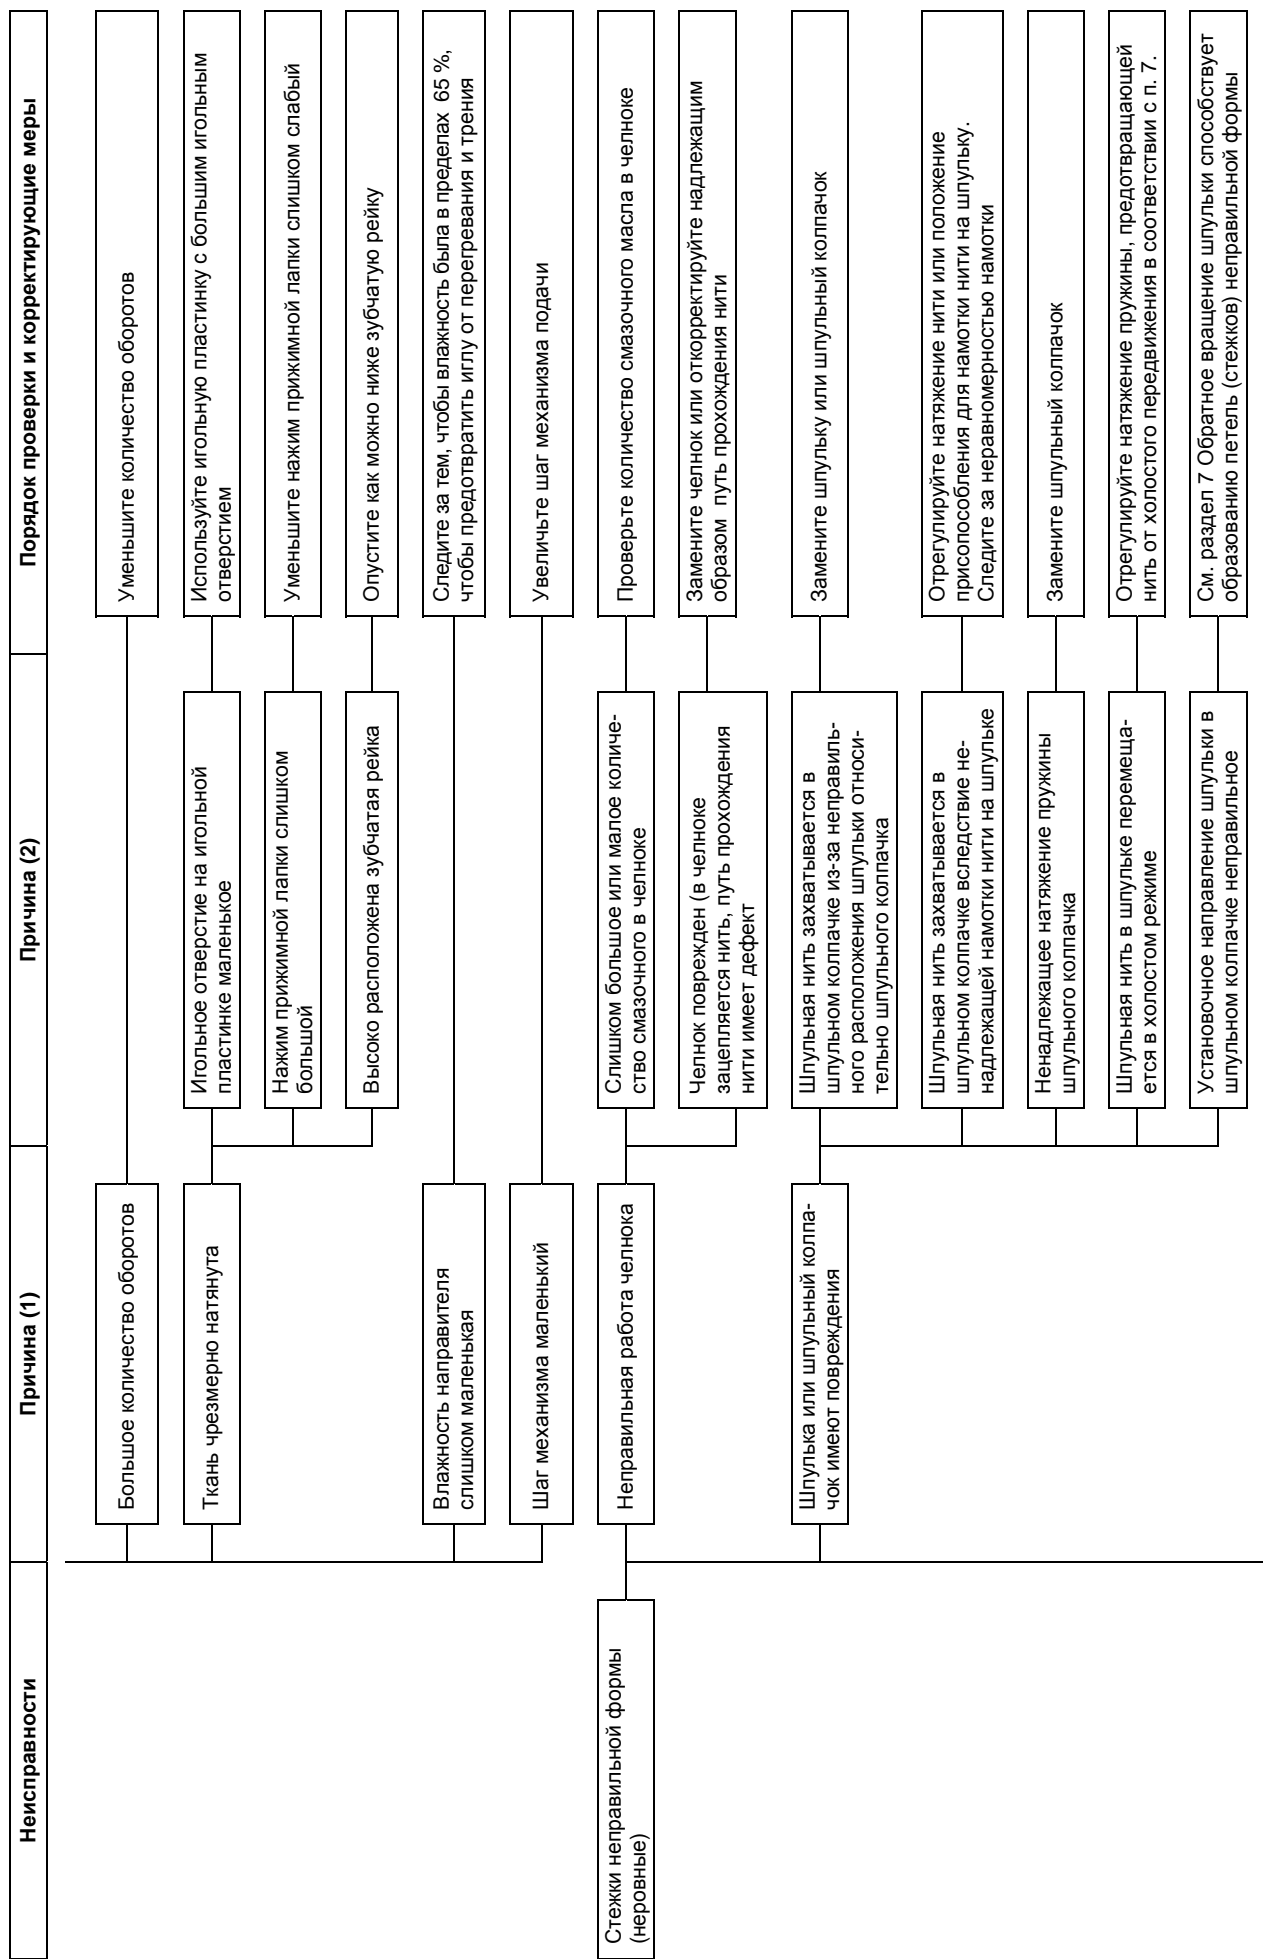 Неисправности
Причина (1)
Причина (2)
Порядок проверки и корректирующие меры
Большое количество оборотов
Уменьшите количество оборотов
Ткань чрезмерно натянута
Игольное отверстие на игольной
пластинке маленькое
Используйте игольную пластинку с большим игольным
отверстием
Нажим прижимной лапки слишком
большой
Уменьшите нажим прижимной лапки слишком слабый
Высоко расположена зубчатая рейка
Опустите как можно ниже зубчатую рейку
Влажность направителя
слишком маленькая
Следите за тем, чтобы влажность была в пределах 65 %,
чтобы предотвратить иглу от перегревания и трения
Шаг механизма маленький
Увеличьте шаг механизма подачи
Стежки неправильной формы
(неровные)
Неправильная работа челнока
Слишком большое или малое количе-
ство смазочного в челноке
Проверьте количество смазочного масла в челноке
Челнок поврежден (в челноке
зацепляется нить, путь прохождения
нити имеет дефект
Замените челнок или откорректируйте надлежащим
образом путь прохождения нити
Шпулька или шпульный колпа-
чок имеют повреждения
Шпульная нить захватывается в
шпульном колпачке из-за неправиль-
ного расположения шпульки относи-
тельно шпульного колпачка
Замените шпульку или шпульный колпачок
Шпульная нить захватывается в
шпульном колпачке вследствие не-
надлежащей намотки нити на шпульке
Отрегулируйте натяжение нити или положение
присопособления для намотки нити на шпульку.
Следите за неравномерностью намотки
Ненадлежащее натяжение пружины
шпульного колпачка
Замените шпульный колпачок
Шпульная нить в шпульке перемеща-
ется в холостом режиме
Отрегулируйте натяжение пружины, предотвращающей
нить от холостого передвижения в соответствии с п. 7.
Установочное направление шпульки в
шпульном колпачке неправильное
См. раздел 7 Обратное вращение шпульки способствует
образованию петель (стежков) неправильной формы